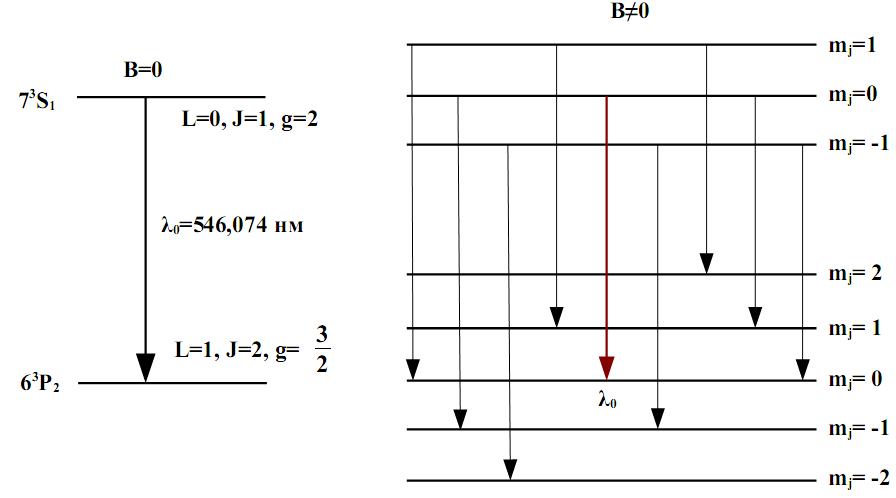 B=0
7³S₁
L=0, J=1, g=2
λ₀=546,074 нм
L=1, J=2, g= 3/2
6³P₂
B≠0
mⱼ=1
mⱼ=0
mⱼ= -1
mⱼ= 2
mⱼ= 1
mⱼ= 0
λ₀
mⱼ= -1
mⱼ= -2